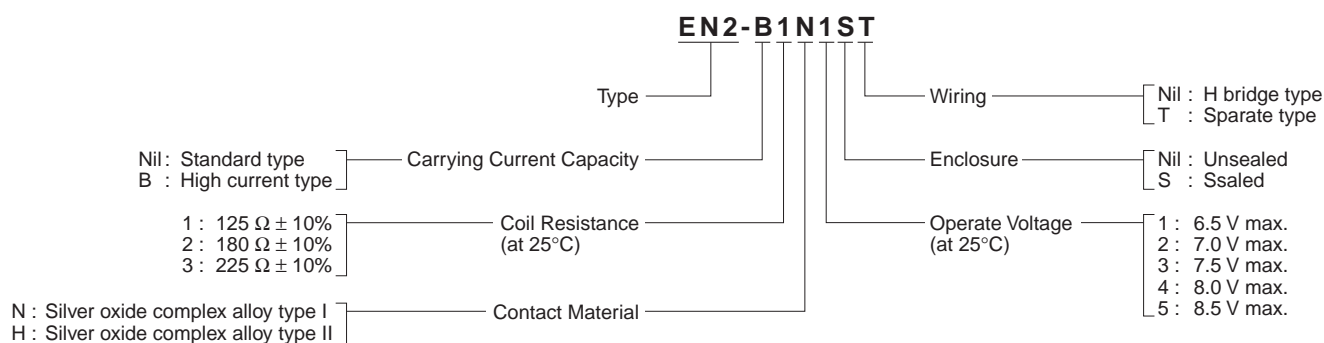 EN2-B1N1ST
Type
Wiring
Nil : H bridge type
T : Sparate type
Nil : Standard type
B : High current type
Carrying Current Capacity
Enclosure
Nil : Unsealed
S : Ssaled
1 : 125 Ω ± 10%
2 : 180 Ω ± 10%
3 : 225 Ω ± 10%
Coil Resistance
(at 25°C)
Operate Voltage
(at 25°C)
1 : 6.5 V max.
2 : 7.0 V max.
3 : 7.5 V max.
4 : 8.0 V max.
5 : 8.5 V max.
N : Silver oxide complex alloy type I
H : Silver oxide complex alloy type II
Contact Material